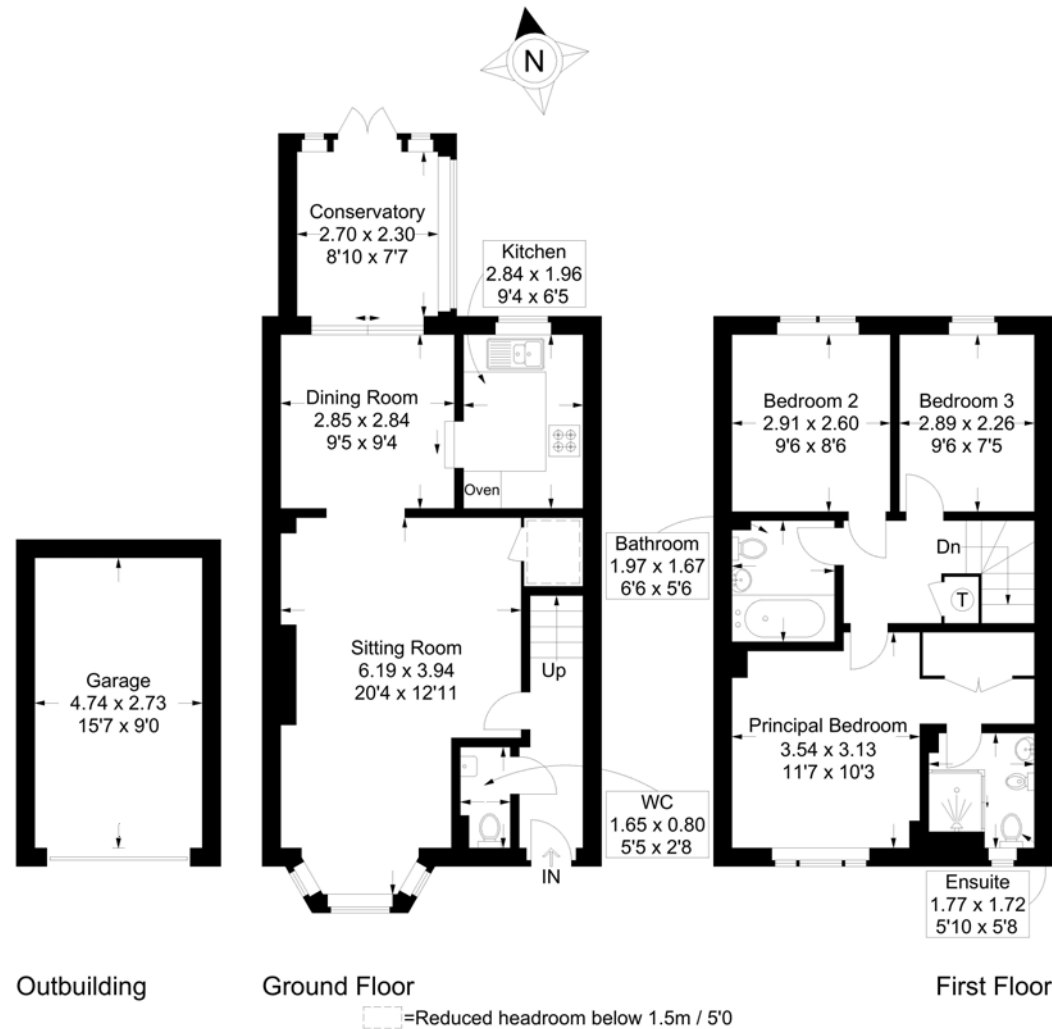 N
Conservatory
2.70 x 2.30
8'10 x 7'7
Kitchen
2.84 x 1.96
9'4 x 6'5
Dining Room
2.85 x 2.84
9'5 x 9'4
Oven
Bedroom 2
2.91 x 2.60
9'6 x 8'6
Bedroom 3
2.89 x 2.26
9'6 x 7'5
Bathroom
1.97 x 1.67
6'6 x 5'6
Dn
T
Sitting Room
6.19 x 3.94
20'4 x 12'11
Up
Garage
4.74 x 2.73
15'7 x 9'0
Principal Bedroom
3.54 x 3.13
11'7 x 10'3
WC
1.65 x 0.80
5'5 x 2'8
IN
Ensuite
1.77 x 1.72
5'10 x 5'8
Outbuilding
Ground Floor
First Floor
=Reduced headroom below 1.5m / 5'0